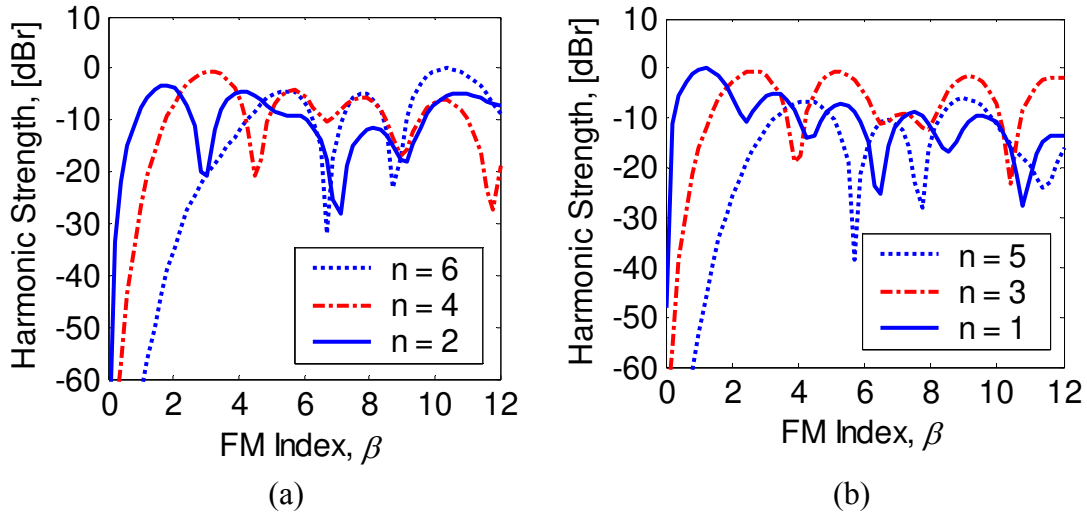 Harmonic Strength, [dBr]
10
0
-10
-20
-30
-40
-50
-60
n = 6
n = 4
n = 2
0 2 4 6 8 10 12
FM Index, β
(a)
Harmonic Strength, [dBr]
10
0
-10
-20
-30
-40
-50
-60
n = 5
n = 3
n = 1
0 2 4 6 8 10 12
FM Index, β
(b)